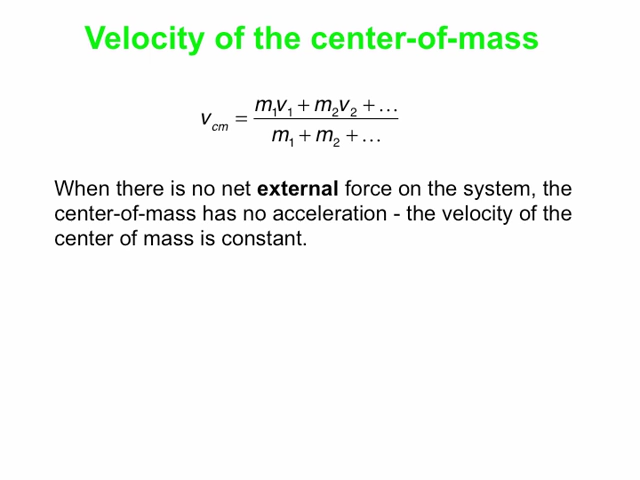 Velocity of the center-of-mass
v_cm = (m₁v₁ + m₂v₂ + …) / (m₁ + m₂ + …)
When there is no net external force on the system, the
center-of-mass has no acceleration - the velocity of the
center of mass is constant.